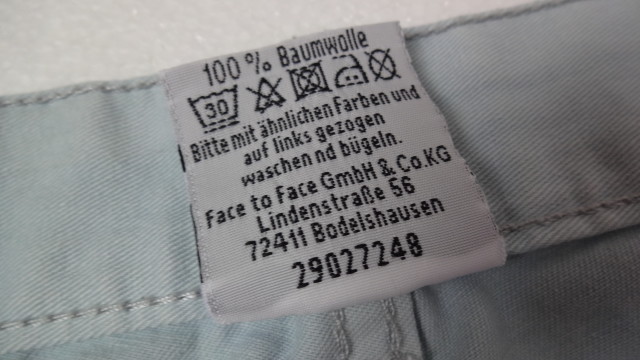 100 % Baumwolle
30
Bitte mit ähnlichen Farben und
auf links gezogen
waschen nd bügeln.
Face to Face GmbH & Co.KG
Lindenstraße 56
72411 Bodelshausen
29027248